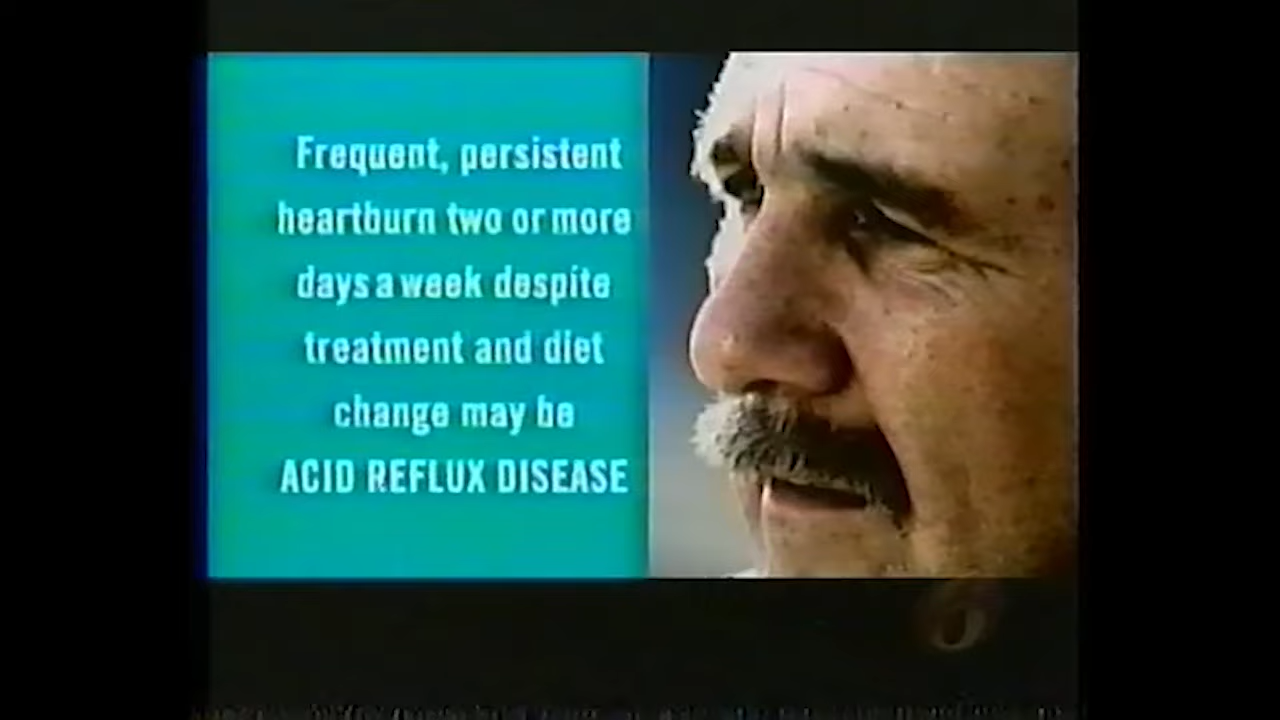 Frequent, persistent
heartburn two or more
days a week despite
treatment and diet
change may be
ACID REFLUX DISEASE